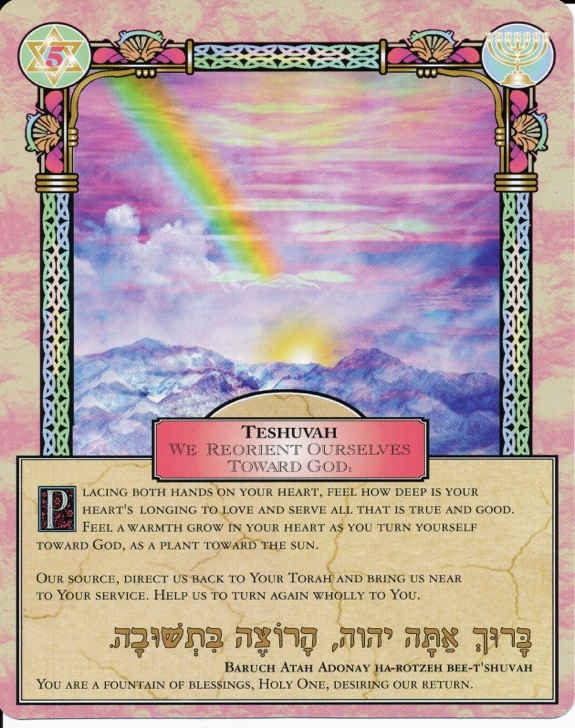 5
TESHUVAH
WE REORIENT OURSELVES
TOWARD GOD:
PLACING BOTH HANDS ON YOUR HEART, FEEL HOW DEEP IS YOUR
HEART'S LONGING TO LOVE AND SERVE ALL THAT IS TRUE AND GOOD.
FEEL A WARMTH GROW IN YOUR HEART AS YOU TURN YOURSELF
TOWARD GOD, AS A PLANT TOWARD THE SUN.
OUR SOURCE, DIRECT US BACK TO YOUR TORAH AND BRING US NEAR
TO YOUR SERVICE. HELP US TO TURN AGAIN WHOLLY TO YOU.
בָּרוּךְ אַתָּה יהוה, הָרוֹצֶה בִּתְשׁוּבָה.
BARUCH ATAH ADONAY HA-ROTZEH BEE-T'SHUVAH
YOU ARE A FOUNTAIN OF BLESSINGS, HOLY ONE, DESIRING OUR RETURN.